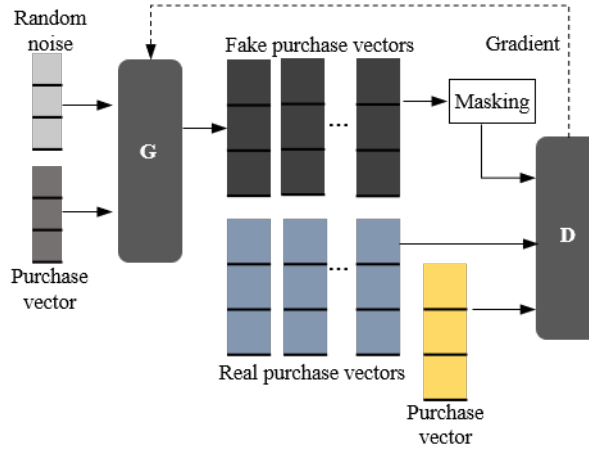 Random
noise
Fake purchase vectors
Gradient
Masking
G
...
D
Purchase
vector
...
Real purchase vectors
Purchase
vector